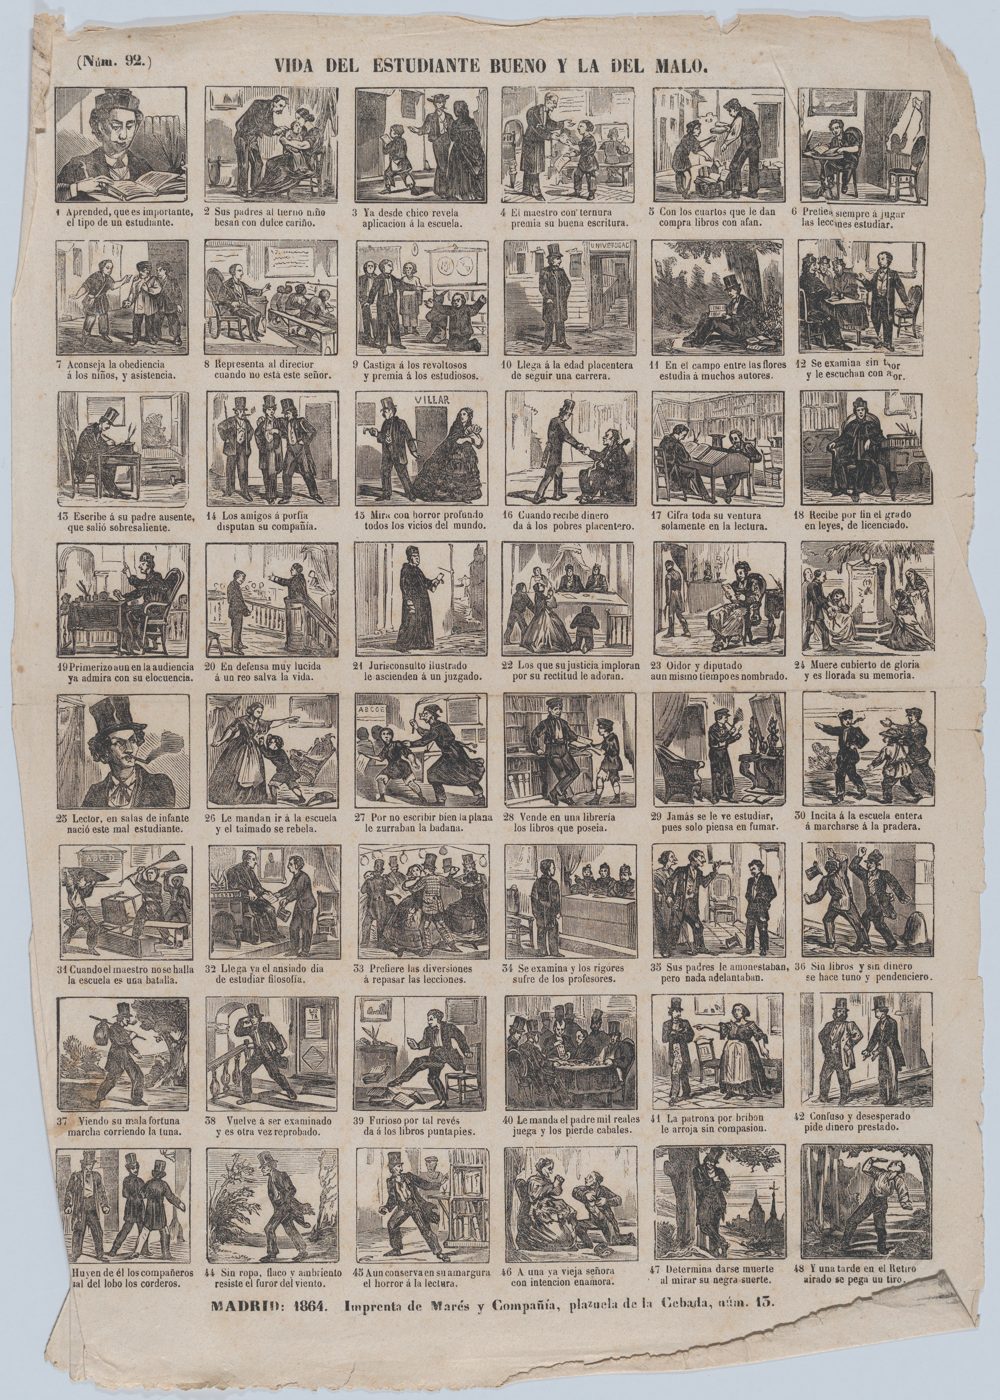 (Núm. 92.)
VIDA DEL ESTUDIANTE BUENO Y LA DEL MALO.
1 Aprended, que es importante,
el tipo de un estudiante.
2 Sus padres al tierno niño
besan con dulce cariño.
3 Ya desde chico revela
aplicacion á la escuela.
4 El maestro con ternura
premia su buena escritura.
5 Con los cuartos que le dan
compra libros con afan.
6 siempre á jugar
las lecciones estudiar.
UNIVERSAD
7 Aconseja la obediencia
á los niños, y asistencia.
8 Representa al director
cuando no está este señor.
9 Castiga á los revoltosos
y premia á los estudiosos.
10 Llega á la edad placentera
de seguir una carrera.
11 En el campo entre las flores
estudia á muchos autores.
12 Se examina sin
y le escuchan con
VILLAR
13 Escribe á su padre ausente,
que salió sobresaliente.
14 Los amigos á porfia
disputan su compañia.
15 Mira con horror profundo
todos los vicios del mundo.
16 Cuando recibe dinero
da á los pobres placentero.
17 Cifra toda su ventura
solamente en la lectura.
18 Recibe por fin el grado
en leyes, de licenciado.
19 Primerizo aun en la audiencia
ya admira con su elocuencia.
20 En defensa muy lucida
á un reo salva la vida.
21 Jurisconsulto ilustrado
le ascienden á un juzgado.
22 Los que su justicia imploran
por su rectitud le adoran.
23 Oidor y diputado
aun mismo tiempo es nombrado.
24 Muere cubierto de gloria
y es llorada su memoria.
ABCDE
25 Lector, en salas de infante
nació este mal estudiante.
26 Le mandan ir á la escuela
y el taimado se rebela.
27 Por no escribir bien la plana
le zurraban la badana.
28 Vende en una librería
los libros que poseia.
29 Jamás se le ve estudiar,
pues solo piensa en fumar.
30 Incita á la escuela entera
á marcharse á la pradera.
ABCD
31 Cuando el maestro no se halla
la escuela es una batalla.
32 Llega ya el ansiado dia
de estudiar filosofía.
33 Prefiere las diversiones
á repasar las lecciones.
34 Se examina y los rigores
sufre de los profesores.
35 Sus padres le amonestaban,
pero nada adelantaban.
36 Sin libros y sin dinero
se hace tuno y pendenciero.
37 Viendo su mala fortuna
marcha corriendo la tuna.
38 Vuelve á ser examinado
y es otra vez reprobado.
39 Furioso por tal revés
da á los libros puntapies.
40 Le manda el padre mil reales
juega y los pierde cabales.
41 La patrona por bribon
le arroja sin compasion.
42 Confuso y desesperado
pide dinero prestado.
Huyen de él los compañeros
al del lobo los corderos.
44 Sin ropa, flaco y ambriento
resiste el furor del viento.
45 Aun conserva en su amargura
el horror á la lectura.
46 A una ya vieja señora
con intencion enamora.
47 Determina darse muerte
al mirar su negra suerte.
48 Y una tarde en el Retiro
airado se pega un tiro.
MADRID: 1864. Imprenta de Marés y Compañía, plazuela de la Cebada, núm. 13.